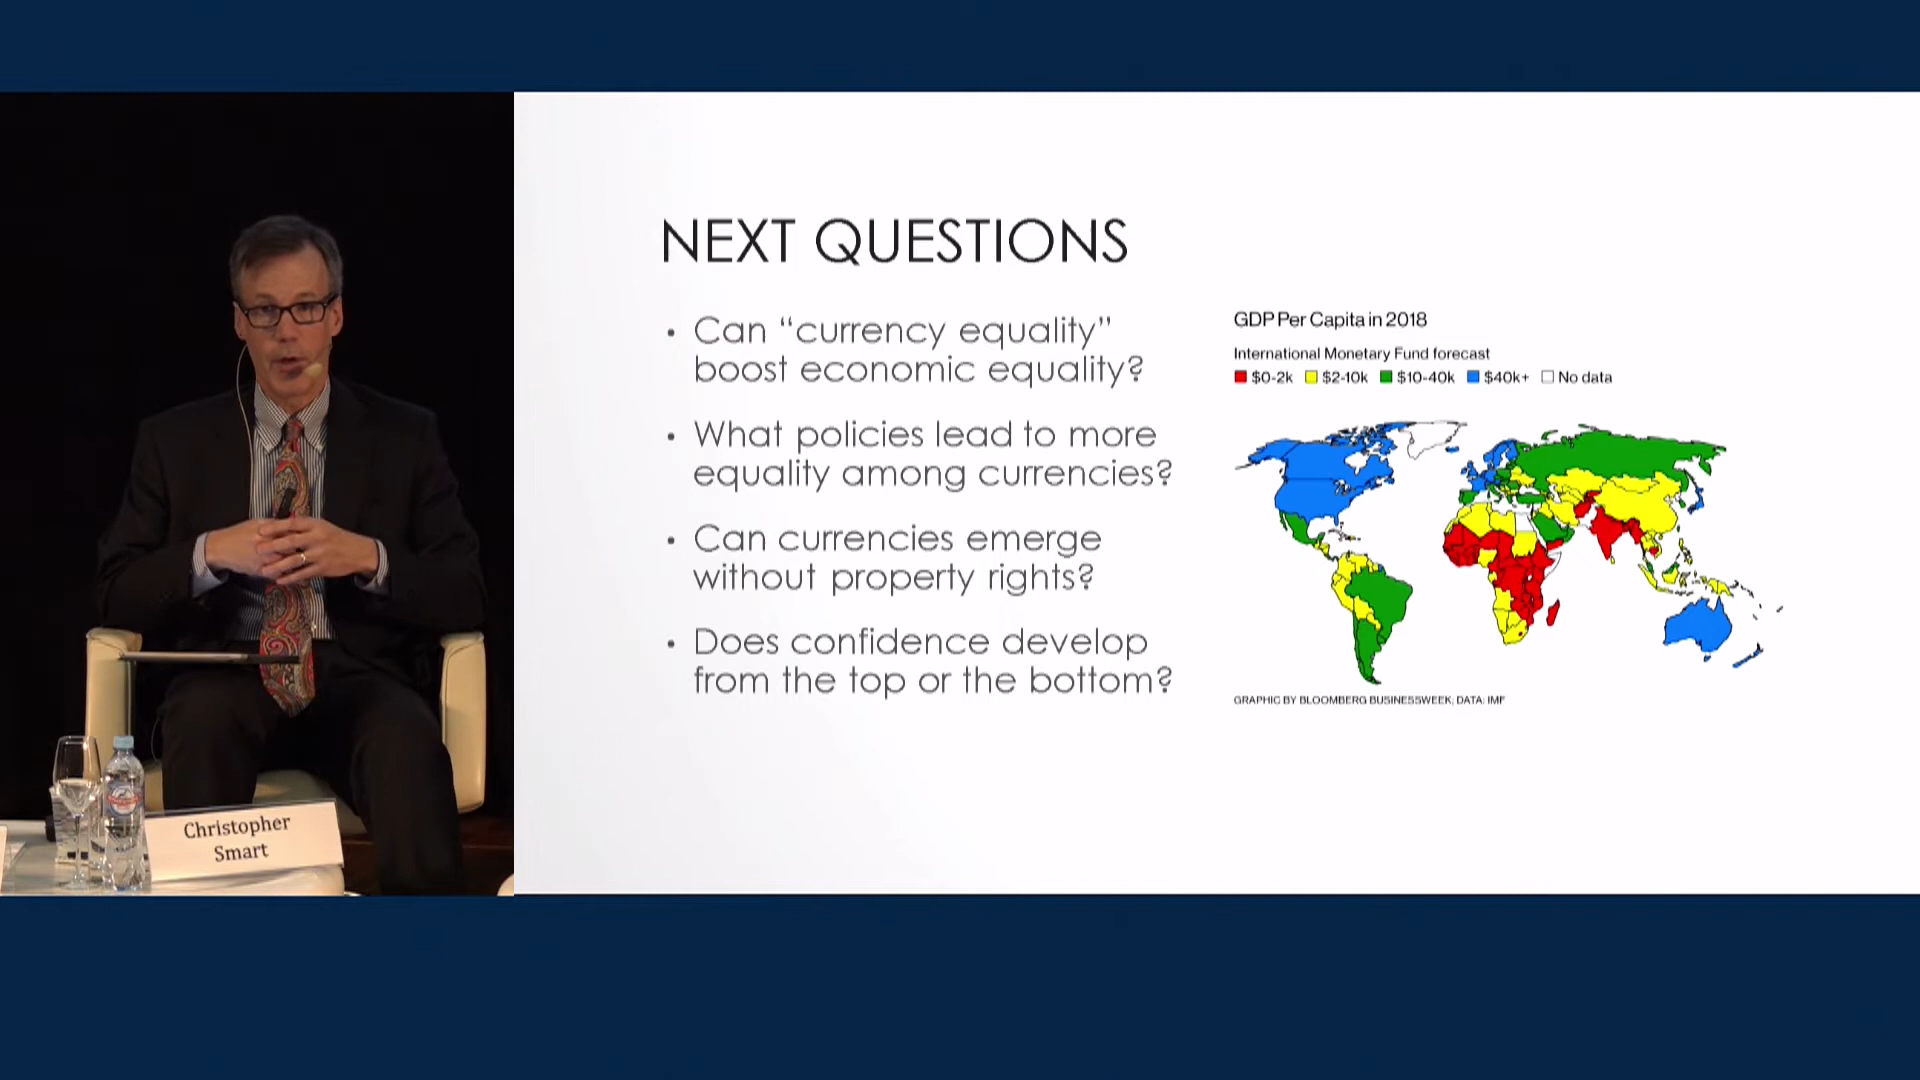 NEXT QUESTIONS
• Can “currency equality”
boost economic equality?
• What policies lead to more
equality among currencies?
• Can currencies emerge
without property rights?
• Does confidence develop
from the top or the bottom?
GDP Per Capita in 2018
International Monetary Fund forecast
$0-2k $2-10k $10-40k $40k+ No data
GRAPHIC BY BLOOMBERG BUSINESSWEEK; DATA: IMF
Christopher
Smart